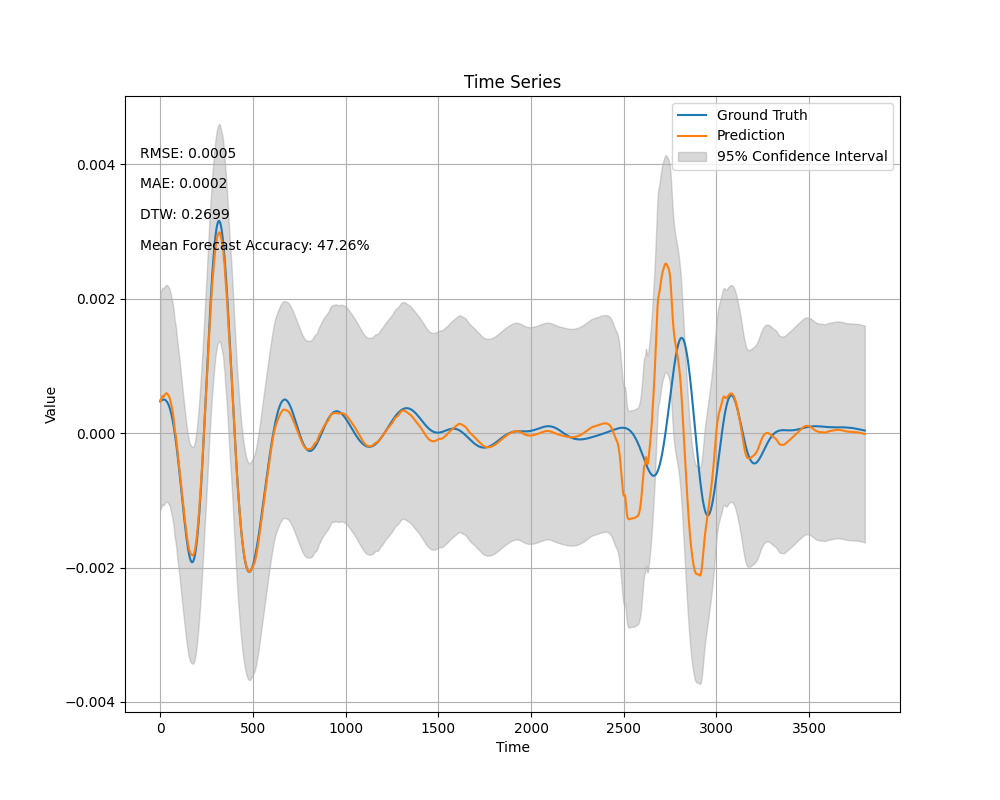 Time Series
Ground Truth
Prediction
95% Confidence Interval
RMSE: 0.0005
MAE: 0.0002
DTW: 0.2699
Mean Forecast Accuracy: 47.26%
0.004
0.002
0.000
−0.002
−0.004
Value
0 500 1000 1500 2000 2500 3000 3500
Time